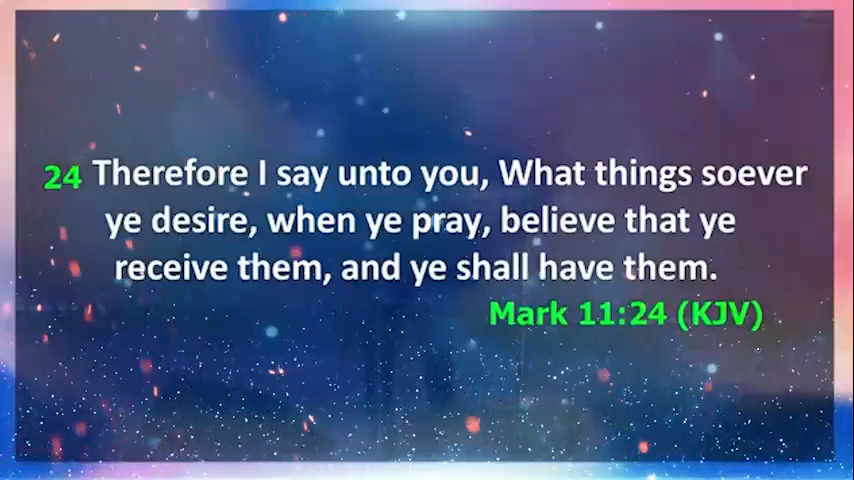 24 Therefore I say unto you, What things soever
ye desire, when ye pray, believe that ye
receive them, and ye shall have them.
Mark 11:24 (KJV)